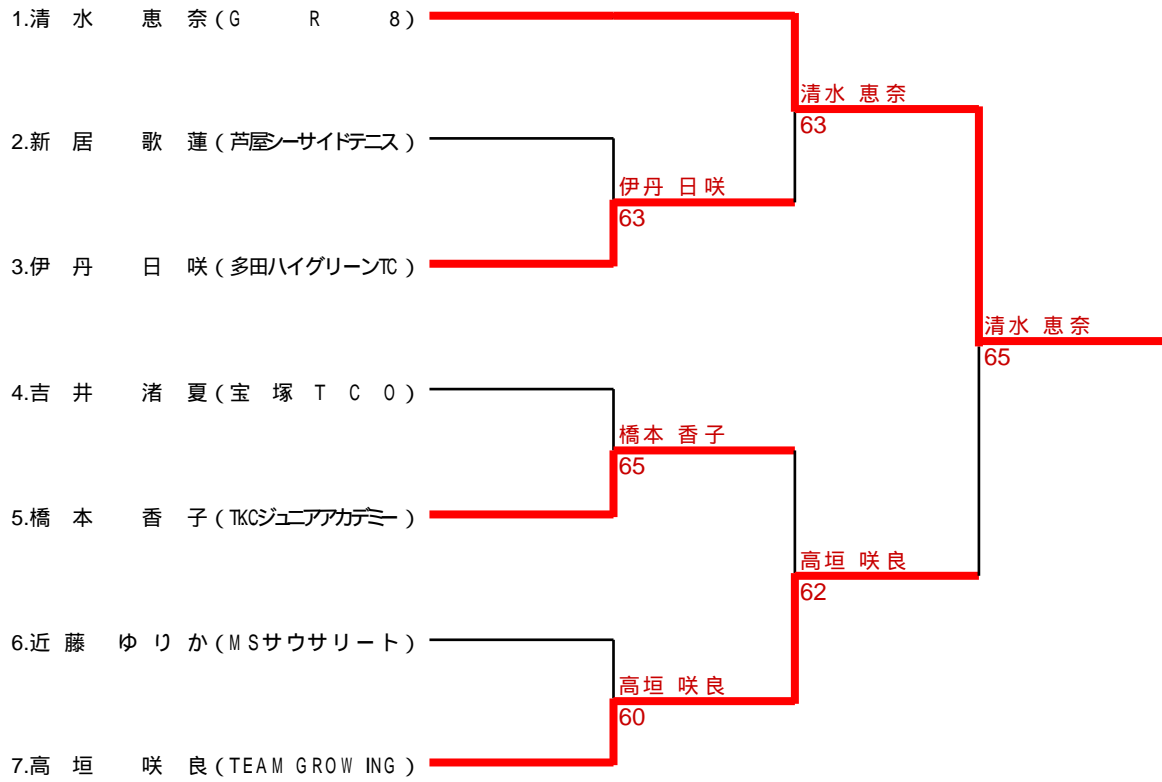 1.清水 恵奈(GR8)
清水 恵奈
63
2.新居 歌蓮(芦屋シーサイドテニス)
伊丹 日咲
63
3.伊丹 日咲(多田ハイグリーンTC)
清水 恵奈
65
4.吉井 渚夏(宝塚TCO)
橋本 香子
65
5.橋本 香子(TKCジュニアアカデミー)
高垣 咲良
62
6.近藤 ゆりか(MSサウサリート)
高垣 咲良
60
7.高垣 咲良(TEAM GROWING)